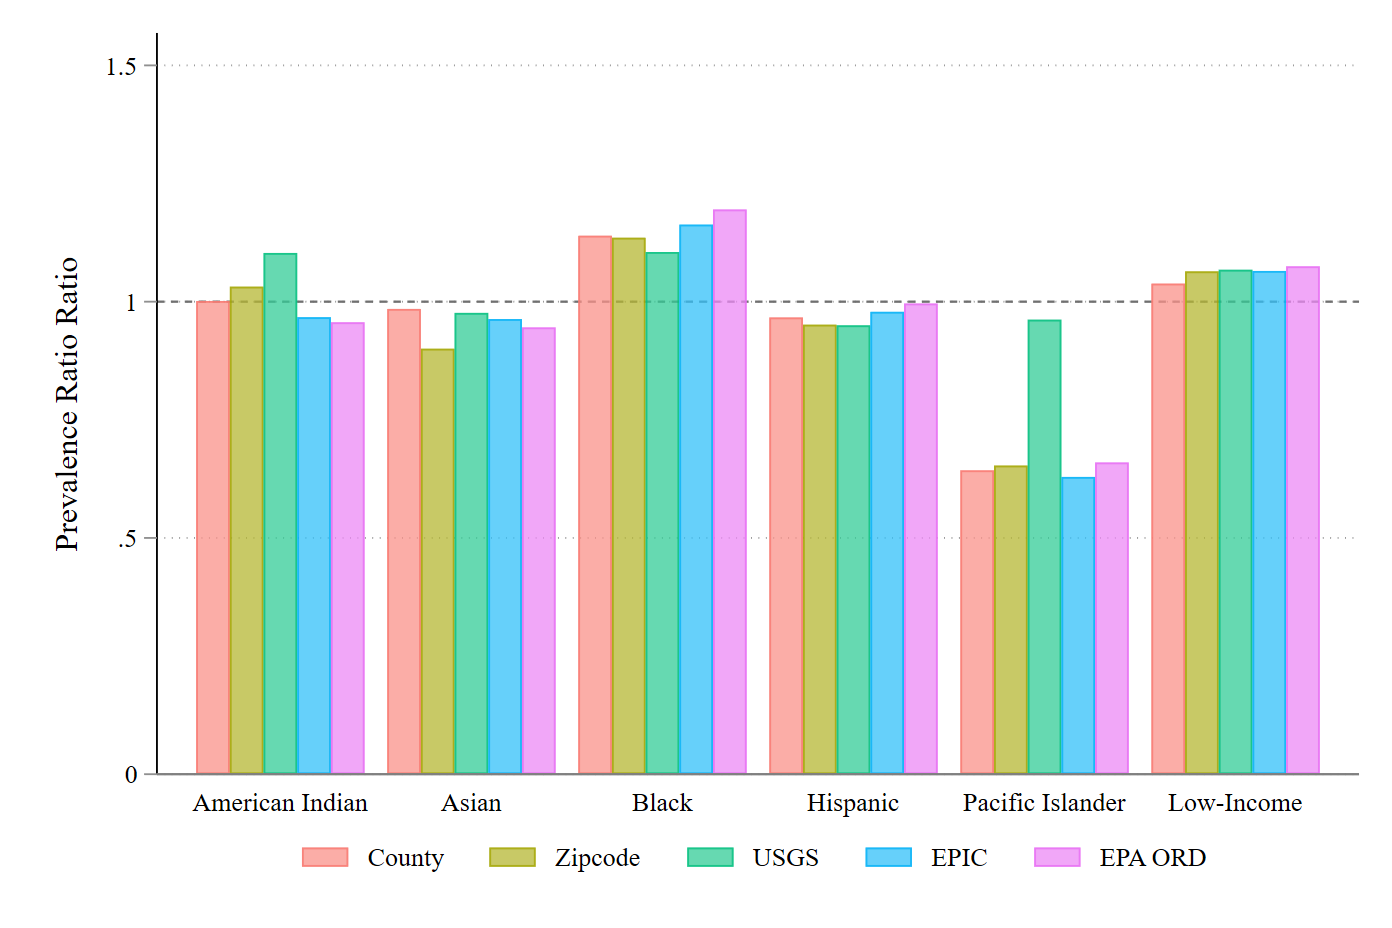 Prevalence Ratio Ratio
1.5
1
.5
0
American Indian Asian Black Hispanic Pacific Islander Low-Income
County Zipcode USGS EPIC EPA ORD